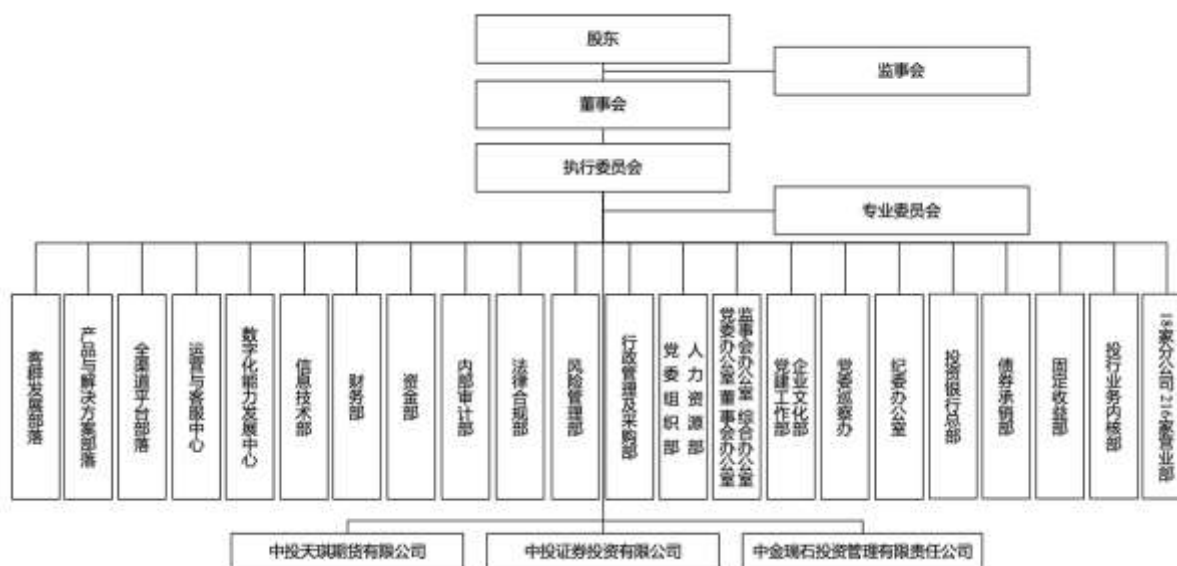 股东
监事会
董事会
执行委员会
专业委员会
客群发展部落
产品与解决方案部落
全渠道平台部落
运营与客服中心
数字化能力发展中心
信息技术部
财务部
资金部
内部审计部
法律合规部
风险管理部
行政管理及采购部
党委组织部
人力资源部
党委办公室 董事会办公室
监事会办公室 综合办公室
党建工作部
企业文化部
党委巡察办
纪委办公室
投资银行总部
债券承销部
固定收益部
投行业务内核部
18家分公司 216家营业部
中投天琪期货有限公司
中投证券投资有限公司
中金瑞石投资管理有限责任公司